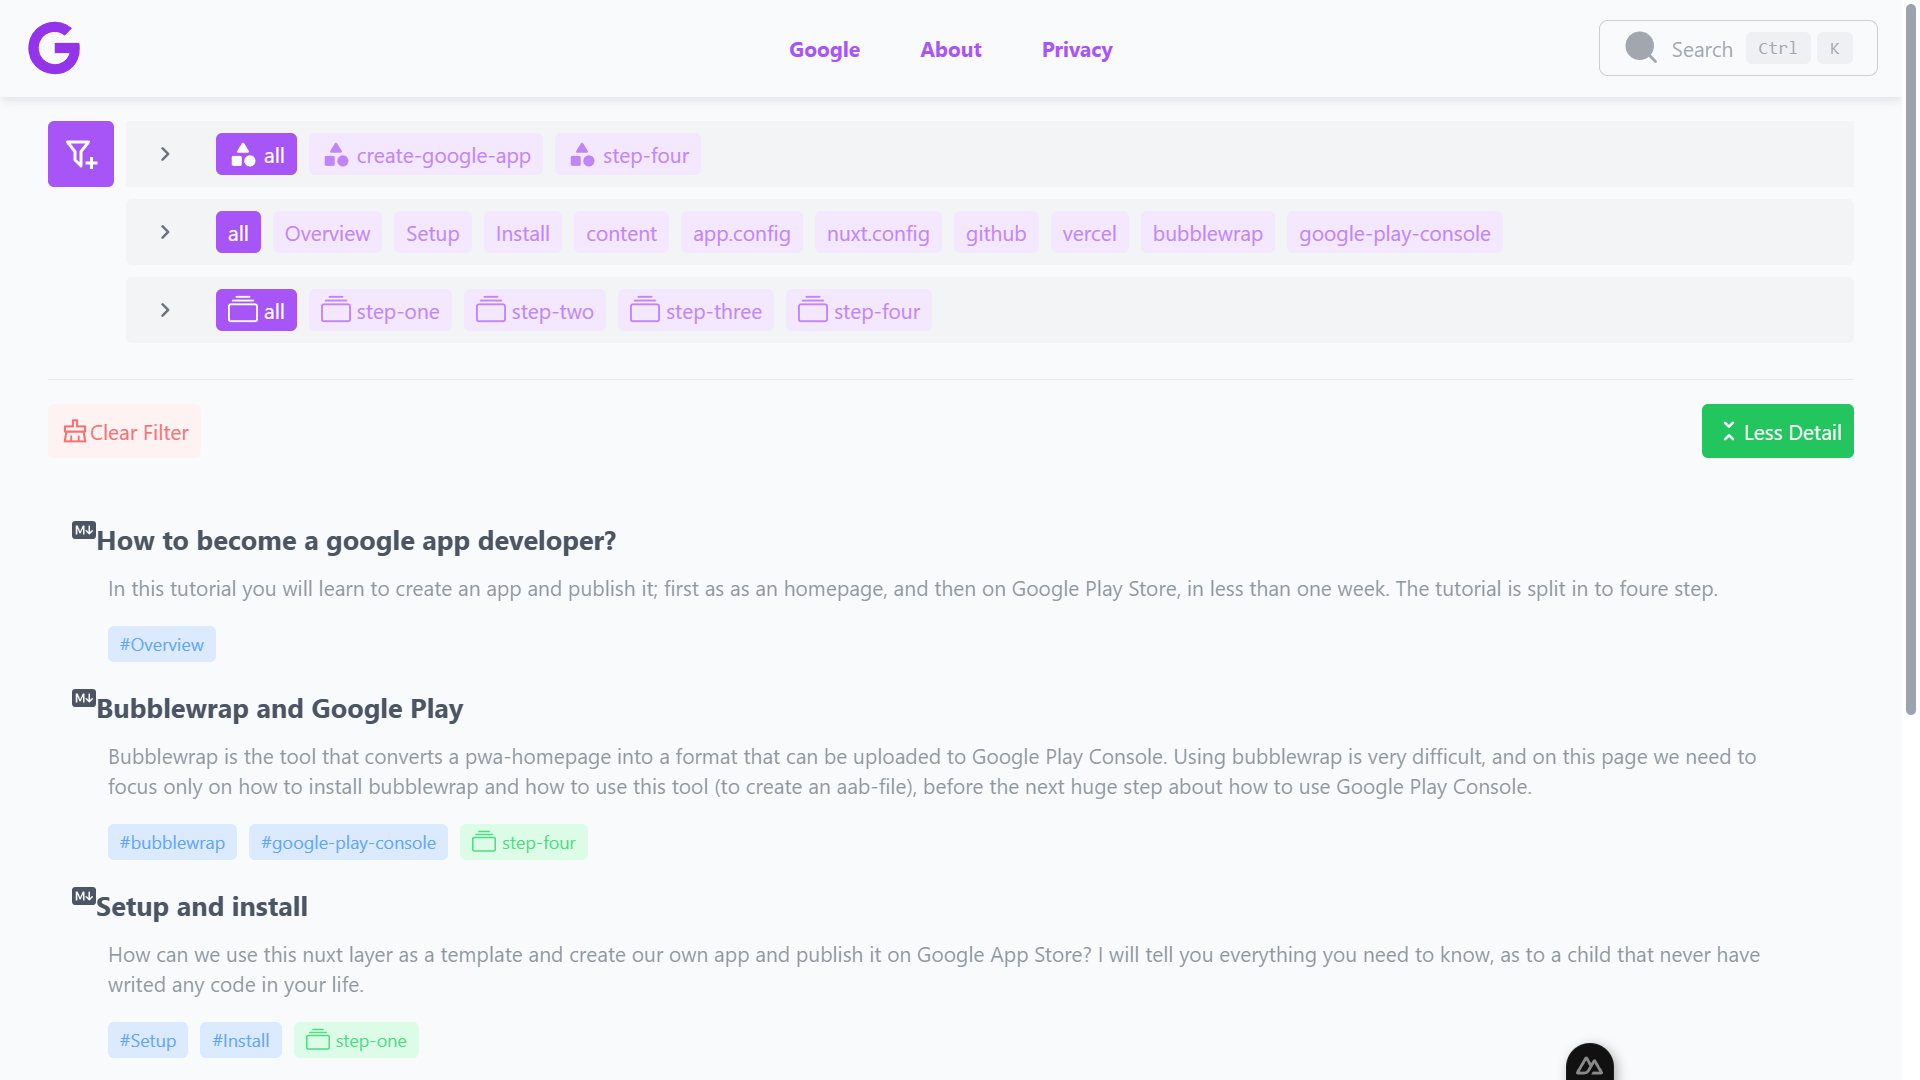 G
Google About Privacy
Search Ctrl K
all create-google-app step-four
all Overview Setup Install content app.config nuxt.config github vercel bubblewrap google-play-console
all step-one step-two step-three step-four
Clear Filter
Less Detail
M↓ How to become a google app developer?
In this tutorial you will learn to create an app and publish it; first as as an homepage, and then on Google Play Store, in less than one week. The tutorial is split in to foure step.
#Overview
M↓ Bubblewrap and Google Play
Bubblewrap is the tool that converts a pwa-homepage into a format that can be uploaded to Google Play Console. Using bubblewrap is very difficult, and on this page we need to
focus only on how to install bubblewrap and how to use this tool (to create an aab-file), before the next huge step about how to use Google Play Console.
#bubblewrap #google-play-console step-four
M↓ Setup and install
How can we use this nuxt layer as a template and create our own app and publish it on Google App Store? I will tell you everything you need to know, as to a child that never have
writed any code in your life.
#Setup #Install step-one